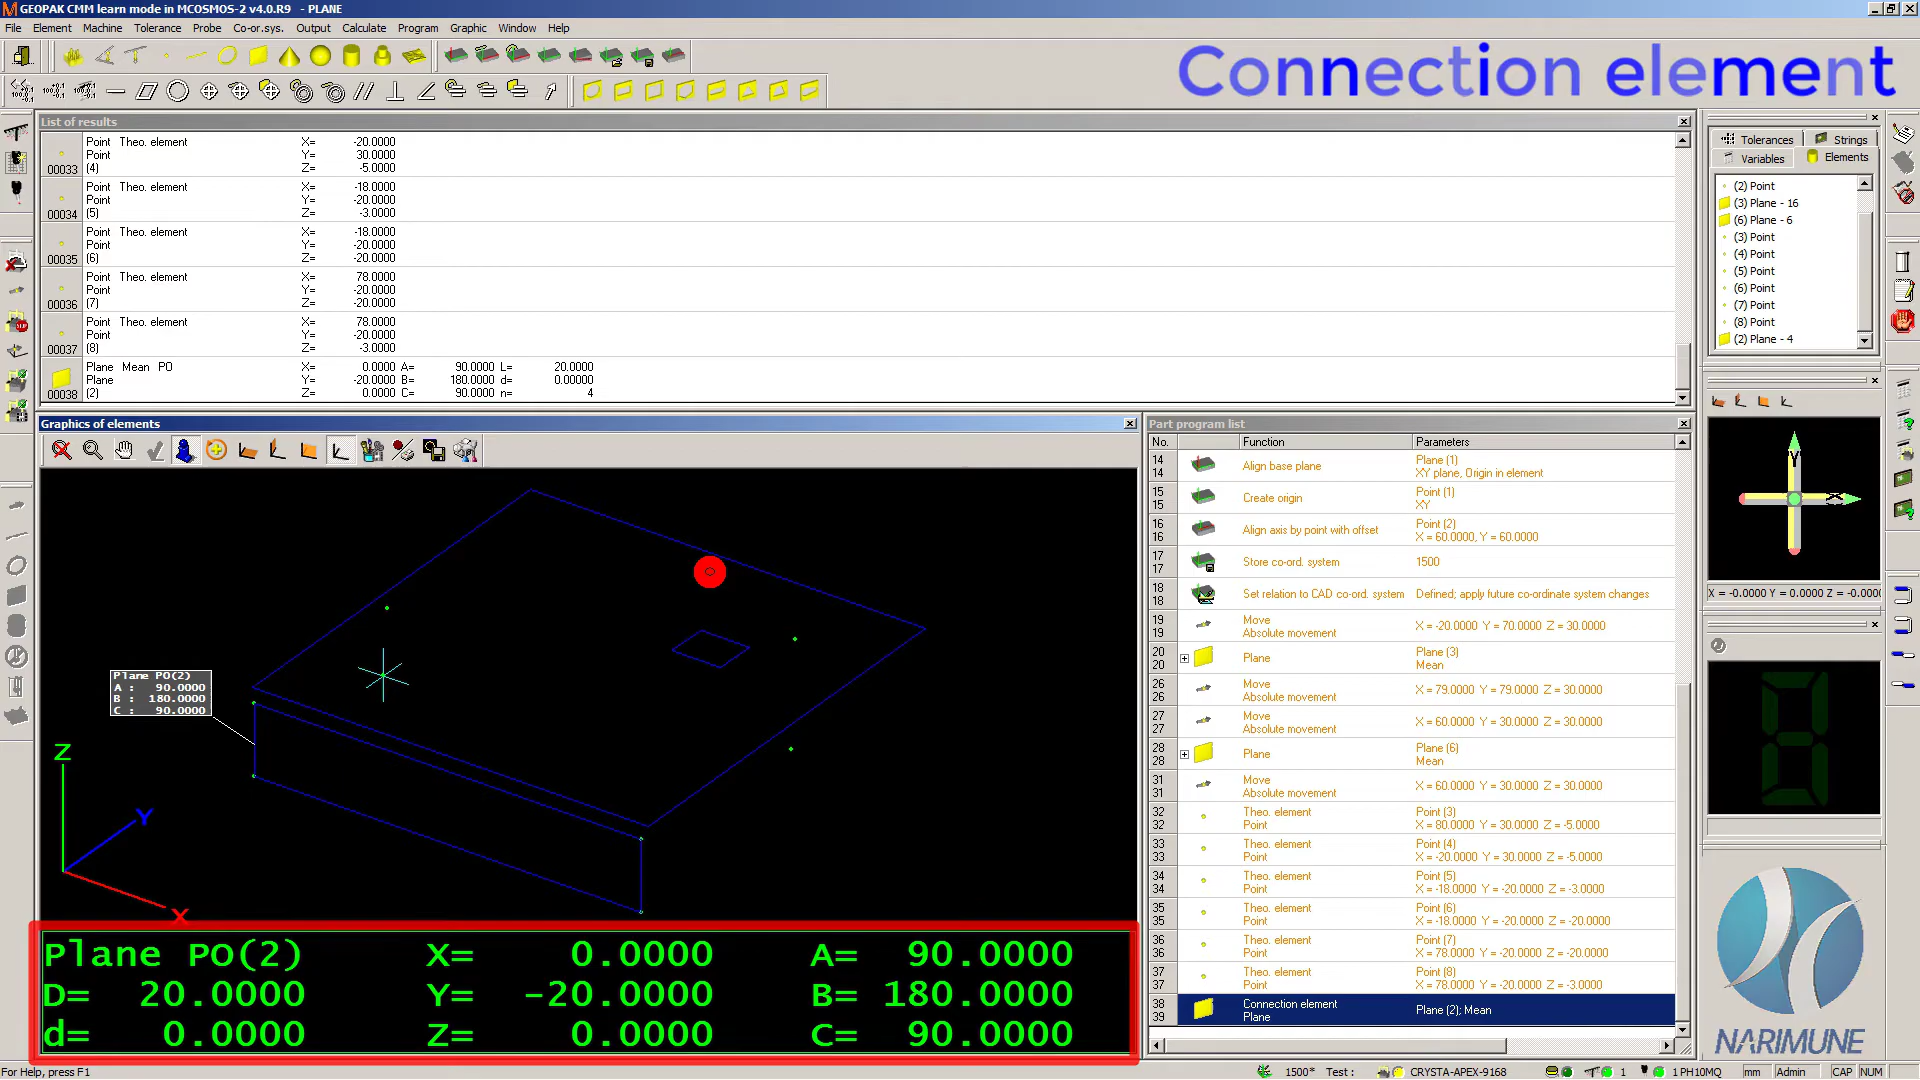 GEOPAK CMM learn mode in MCOSMOS-2 v4.0.R9 - PLANE
File Element Machine Tolerance Probe Co-or.sys. Output Calculate Program Graphic Window Help
Connection element
List of results
Point Theo. element X= -20.0000
Point Y= 30.0000
00033 (4) Z= -5.0000
Point Theo. element X= -18.0000
Point Y= -20.0000
00034 (5) Z= -3.0000
Point Theo. element X= -18.0000
Point Y= -20.0000
00035 (6) Z= -20.0000
Point Theo. element X= 78.0000
Point Y= -20.0000
00036 (7) Z= -20.0000
Point Theo. element X= 78.0000
Point Y= -20.0000
00037 (8) Z= -3.0000
Plane Mean PO X= 0.0000 A= 90.0000 L= 20.0000
Plane Y= -20.0000 B= 180.0000 d= 0.00000
00038 (2) Z= 0.0000 C= 90.0000 n= 4
Tolerances Strings
Variables Elements
(2) Point
(3) Plane - 16
(6) Plane - 6
(3) Point
(4) Point
(5) Point
(6) Point
(7) Point
(8) Point
(2) Plane - 4
Graphics of elements
Plane PO(2)
A : 90.0000
B : 180.0000
C : 90.0000
Z
Y
X
Plane PO(2) X= 0.0000 A= 90.0000
D= 20.0000 Y= -20.0000 B= 180.0000
d= 0.0000 Z= 0.0000 C= 90.0000
Part program list
No. Function Parameters
14 Align base plane Plane (1)
14 XY plane, Origin in element
15 Create origin Point (1)
15 XY
16 Align axis by point with offset Point (2)
16 X = 60.0000, Y = 60.0000
17 Store co-ord. system 1500
17
18 Set relation to CAD co-ord. system Defined; apply future co-ordinate system changes
18
19 Move X = -20.0000 Y = 70.0000 Z = 30.0000
19 Absolute movement
20 Plane Plane (3)
20 Mean
26 Move X = 79.0000 Y = 79.0000 Z = 30.0000
26 Absolute movement
27 Move X = 60.0000 Y = 30.0000 Z = 30.0000
27 Absolute movement
28 Plane Plane (6)
28 Mean
31 Move X = 60.0000 Y = 30.0000 Z = 30.0000
31 Absolute movement
32 Theo. element Point (3)
32 Point X = 80.0000 Y = 30.0000 Z = -5.0000
33 Theo. element Point (4)
33 Point X = -20.0000 Y = 30.0000 Z = -5.0000
34 Theo. element Point (5)
34 Point X = -18.0000 Y = -20.0000 Z = -3.0000
35 Theo. element Point (6)
35 Point X = -18.0000 Y = -20.0000 Z = -20.0000
36 Theo. element Point (7)
36 Point X = 78.0000 Y = -20.0000 Z = -20.0000
37 Theo. element Point (8)
37 Point X = 78.0000 Y = -20.0000 Z = -3.0000
38 Connection element Plane (2); Mean
39 Plane
Y
X
X = -0.0000 Y = 0.0000 Z = -0.000
NARIMUNE
For Help, press F1 1500* Test : CRYSTA-APEX-9168 1 1 PH10MQ mm Admin CAP NUM